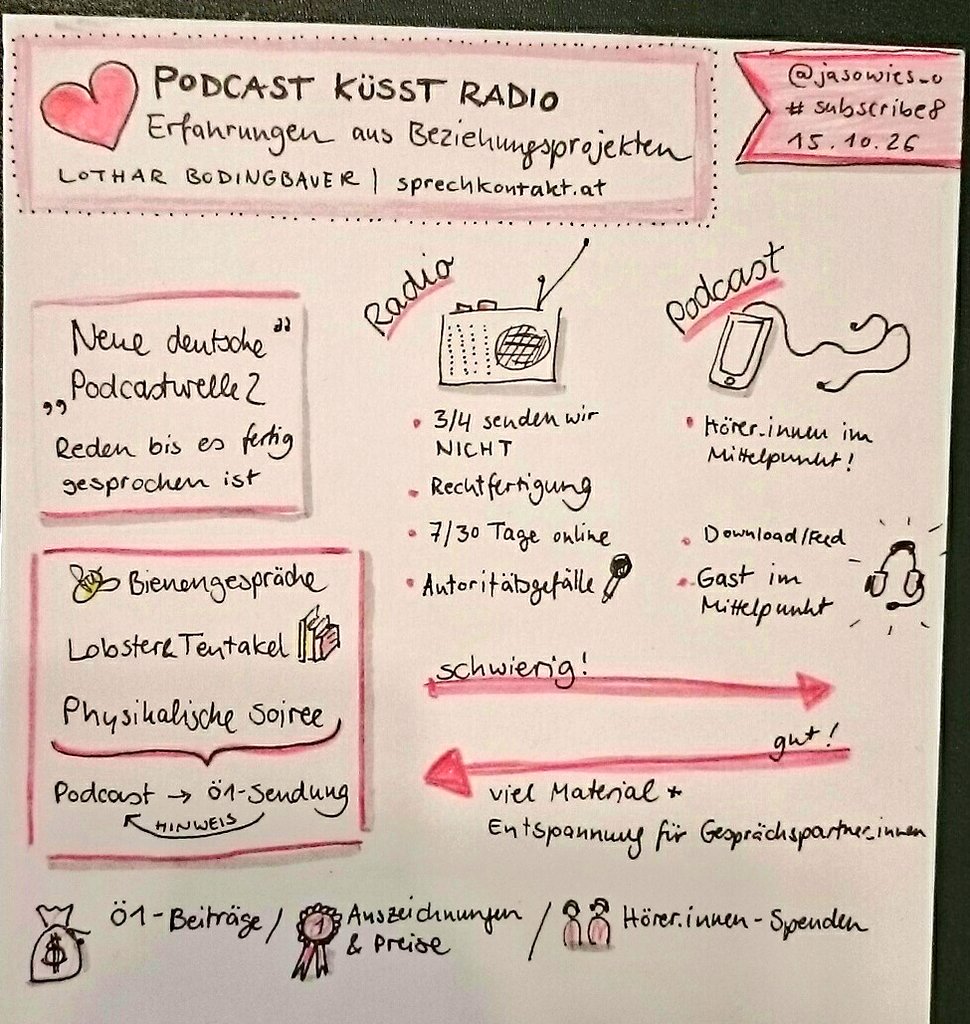 PODCAST KÜSST RADIO
Erfahrungen aus Beziehungsprojekten
LOTHAR BODINGBAUER | sprechkontakt.at
@jasowies_o
# subscribe8
15.10.26
Neue deutsche "
„Podcastwelle2
Reden bis es fertig
gesprochen ist
Bienengespräche
Lobster& Tentakel
Physikalische Soiree
Podcast → Ö1-Sendung
HINWEIS
Radio
• 3/4 senden wir
NICHT
• Rechtfertigung
• 7/30 Tage online
• Autoritätsgefälle
Podcast
• Hörer.innen im
Mittelpunkt!
• Download/Feed
• Gast im
Mittelpunkt
schwierig!
gut!
viel Material +
Entspannung für Gesprächspartner.innen
$
Ö1-Beiträge /
1
Auszeichnungen
& Preise
/ Hörer.innen-Spenden